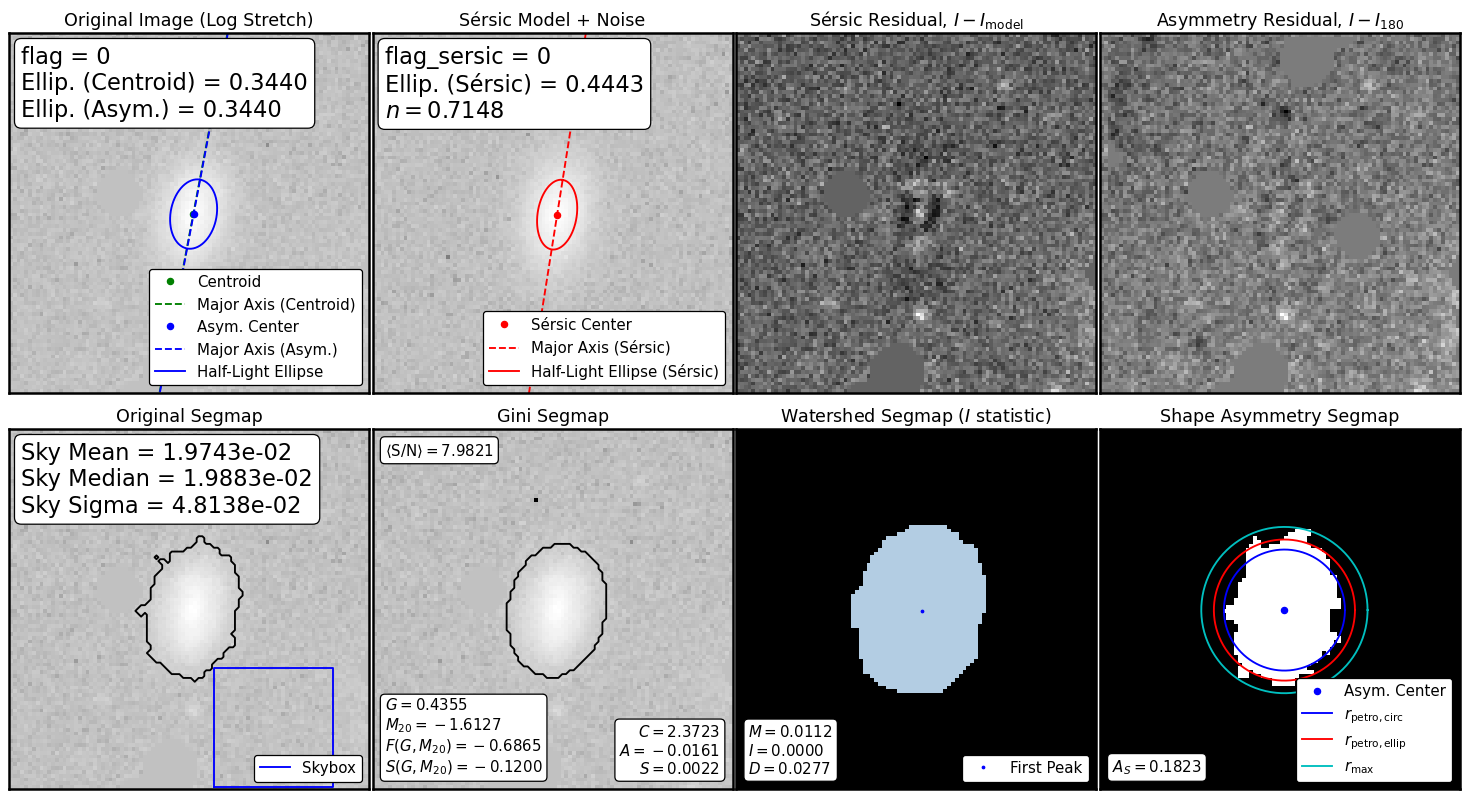 Original Image (Log Stretch)
flag = 0
Ellip. (Centroid) = 0.3440
Ellip. (Asym.) = 0.3440
Centroid
Major Axis (Centroid)
Asym. Center
Major Axis (Asym.)
Half-Light Ellipse
Sérsic Model + Noise
flag_sersic = 0
Ellip. (Sérsic) = 0.4443
n = 0.7148
Sérsic Center
Major Axis (Sérsic)
Half-Light Ellipse (Sérsic)
Sérsic Residual, I − I_model
Asymmetry Residual, I − I_180
Original Segmap
Sky Mean = 1.9743e-02
Sky Median = 1.9883e-02
Sky Sigma = 4.8138e-02
Skybox
Gini Segmap
⟨S/N⟩ = 7.9821
G = 0.4355
M_20 = −1.6127
F(G, M_20) = −0.6865
S(G, M_20) = −0.1200
C = 2.3723
A = −0.0161
S = 0.0022
Watershed Segmap (I statistic)
M = 0.0112
I = 0.0000
D = 0.0277
First Peak
Shape Asymmetry Segmap
A_S = 0.1823
Asym. Center
r_petro,circ
r_petro,ellip
r_max